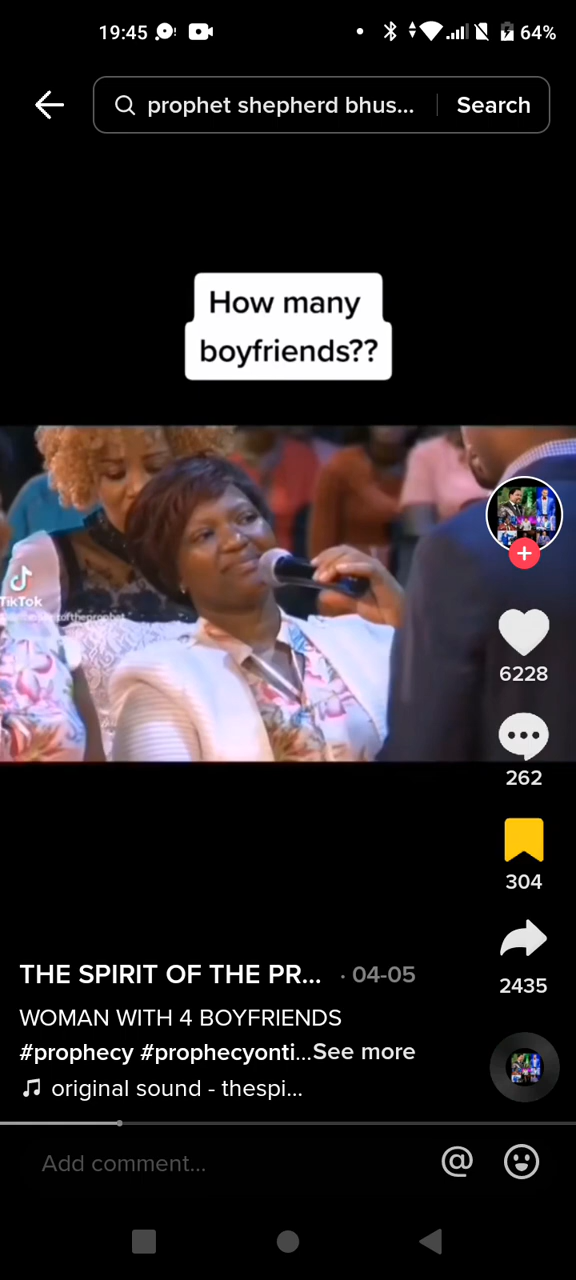 19:45
64%
prophet shepherd bhus...
Search
How many
boyfriends??
TikTok
6228
262
304
2435
THE SPIRIT OF THE PR... · 04-05
WOMAN WITH 4 BOYFRIENDS
#prophecy #prophecyonti...See more
original sound - thespi...
Add comment...